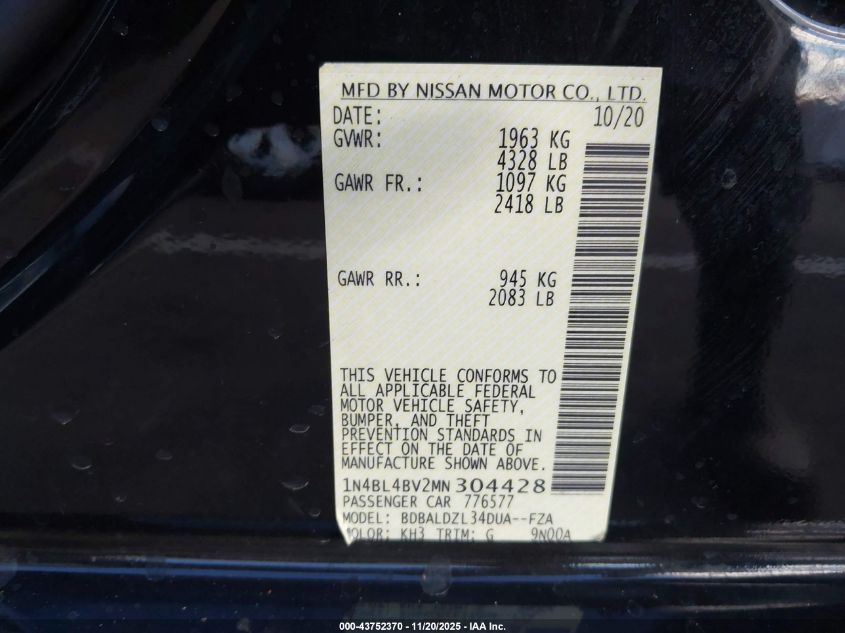 MFD BY NISSAN MOTOR CO., LTD.
DATE: 10/20
GVWR: 1963 KG
4328 LB
GAWR FR.: 1097 KG
2418 LB
GAWR RR.: 945 KG
2083 LB
THIS VEHICLE CONFORMS TO
ALL APPLICABLE FEDERAL
MOTOR VEHICLE SAFETY,
BUMPER, AND THEFT
PREVENTION STANDARDS IN
EFFECT ON THE DATE OF
MANUFACTURE SHOWN ABOVE.
1N4BL4BV2MN304428
PASSENGER CAR 776577
MODEL: BDBALDZL34DUA--FZA
COLOR: KH3 TRIM: G 9N00A
000-43752370 - 11/20/2025 - IAA Inc.